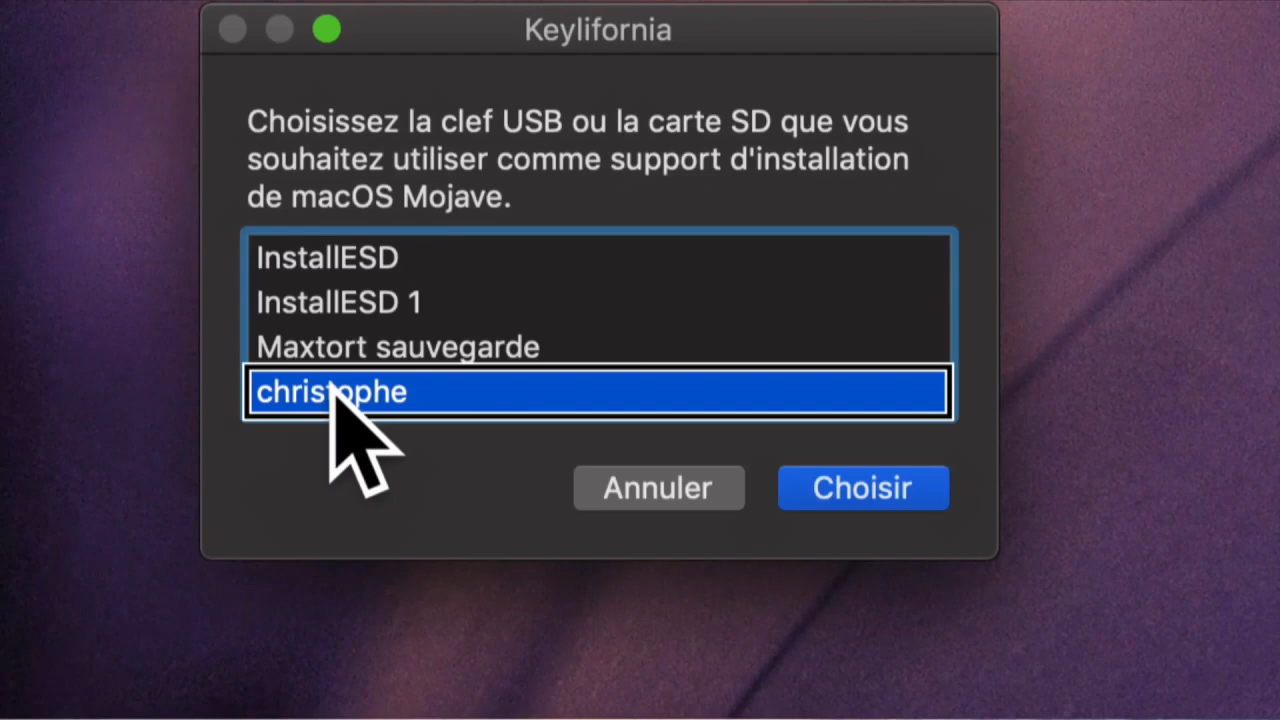 Keylifornia
Choisissez la clef USB ou la carte SD que vous
souhaitez utiliser comme support d'installation
de macOS Mojave.
InstallESD
InstallESD 1
Maxtort sauvegarde
christophe
Annuler
Choisir